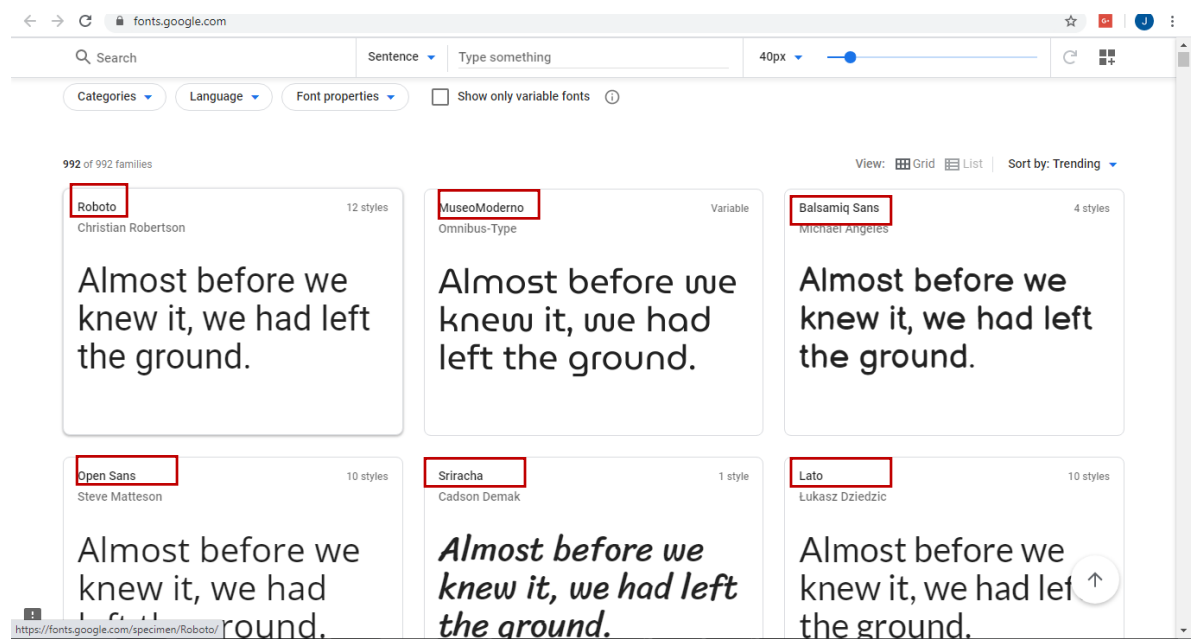 fonts.google.com
G+
J
Search
Sentence
Type something
40px
Categories
Language
Font properties
Show only variable fonts
992 of 992 families
View: Grid List
Sort by: Trending
Roboto
12 styles
Christian Robertson
Almost before we
knew it, we had left
the ground.
MuseoModerno
Variable
Omnibus-Type
Almost before we
knew it, we had
left the ground.
Balsamiq Sans
4 styles
Michael Angeles
Almost before we
knew it, we had left
the ground.
Open Sans
10 styles
Steve Matteson
Almost before we
knew it, we had
left the ground.
Sriracha
1 style
Cadson Demak
Almost before we
knew it, we had left
the ground.
Lato
10 styles
Łukasz Dziedzic
Almost before we
knew it, we had left
the ground.
https://fonts.google.com/specimen/Roboto/